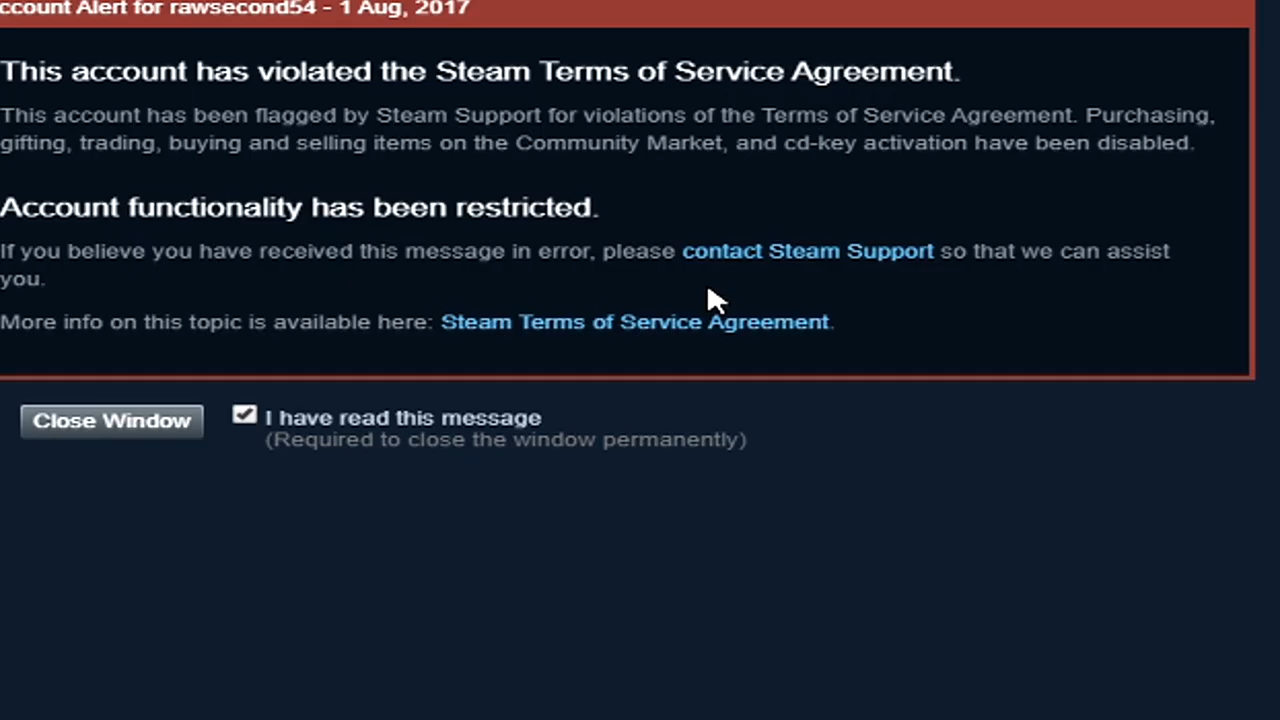 ccount Alert for rawsecond54 - 1 Aug, 2017
This account has violated the Steam Terms of Service Agreement.
This account has been flagged by Steam Support for violations of the Terms of Service Agreement. Purchasing,
gifting, trading, buying and selling items on the Community Market, and cd-key activation have been disabled.
Account functionality has been restricted.
If you believe you have received this message in error, please contact Steam Support so that we can assist
you.
More info on this topic is available here: Steam Terms of Service Agreement.
Close Window
I have read this message
(Required to close the window permanently)